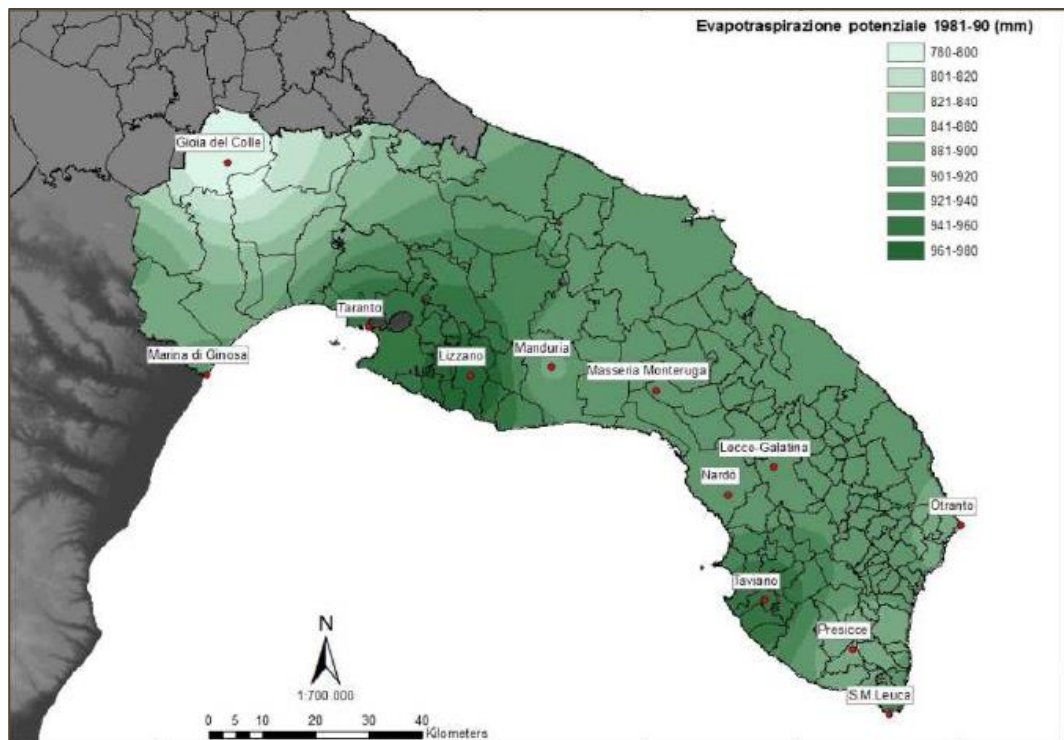 Evapotraspirazione potenziale 1981-90 (mm)
780-800
801-820
821-840
841-880
881-900
901-920
921-940
941-960
961-980
Gioia del Colle
Taranto
Marina di Ginosa
Lizzano
Manduria
Masseria Monteruga
Lecce-Galatina
Nardò
Otranto
Taviano
Presicce
S.M.Leuca
N
1:700.000
0 5 10 20 30 40
Kilometers